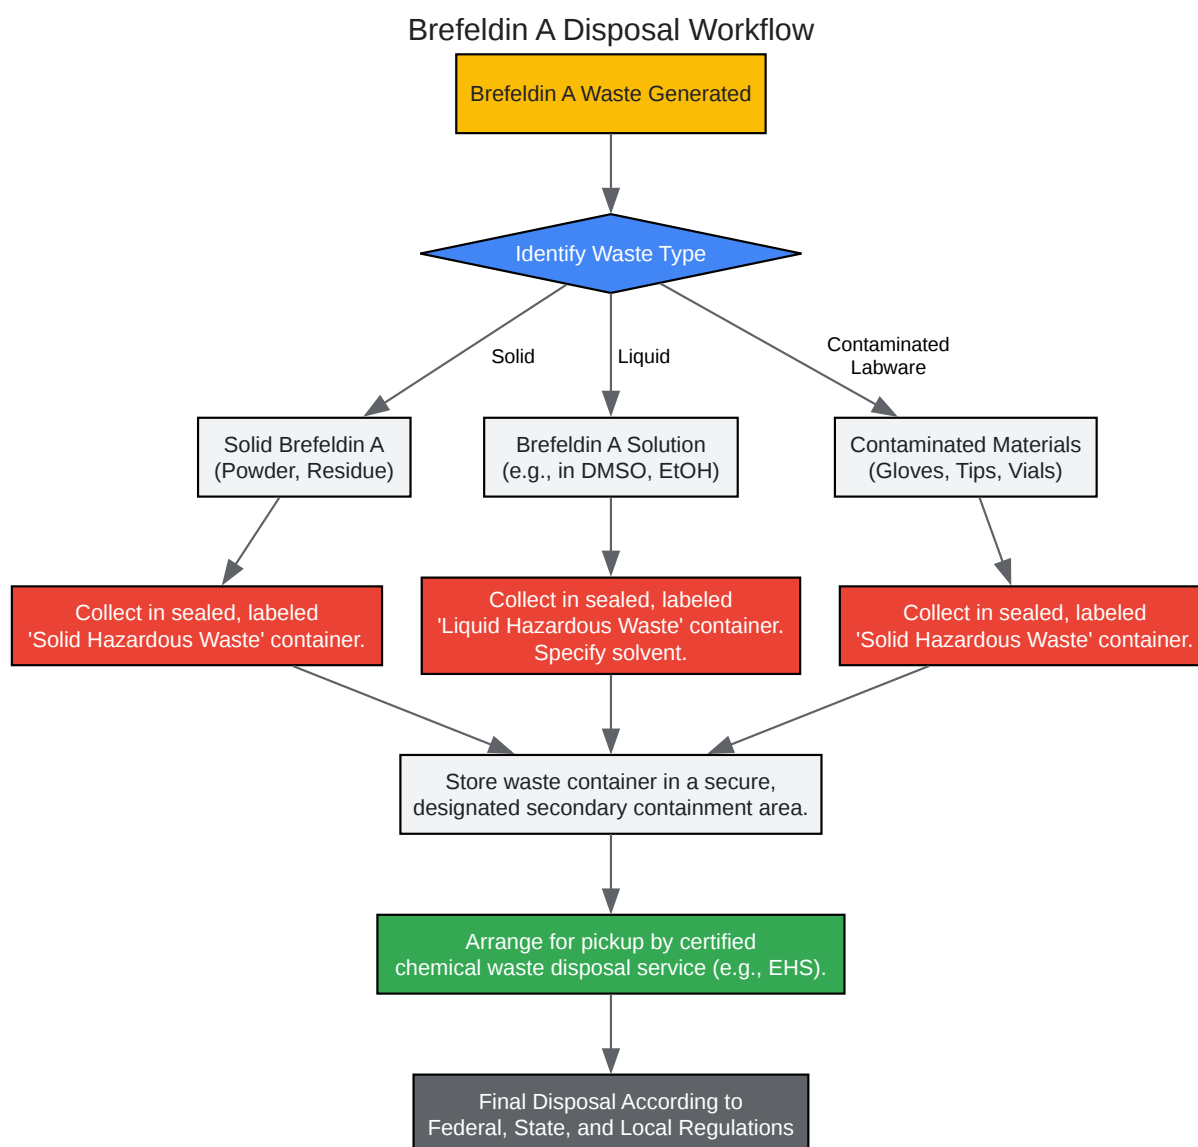 Brefeldin A Disposal Workflow
Brefeldin A Waste Generated
Identify Waste Type
Solid
Liquid
Contaminated
Labware
Solid Brefeldin A
(Powder, Residue)
Brefeldin A Solution
(e.g., in DMSO, EtOH)
Contaminated Materials
(Gloves, Tips, Vials)
Collect in sealed, labeled
'Solid Hazardous Waste' container.
Collect in sealed, labeled
'Liquid Hazardous Waste' container.
Specify solvent.
Collect in sealed, labeled
'Solid Hazardous Waste' container.
Store waste container in a secure,
designated secondary containment area.
Arrange for pickup by certified
chemical waste disposal service (e.g., EHS).
Final Disposal According to
Federal, State, and Local Regulations